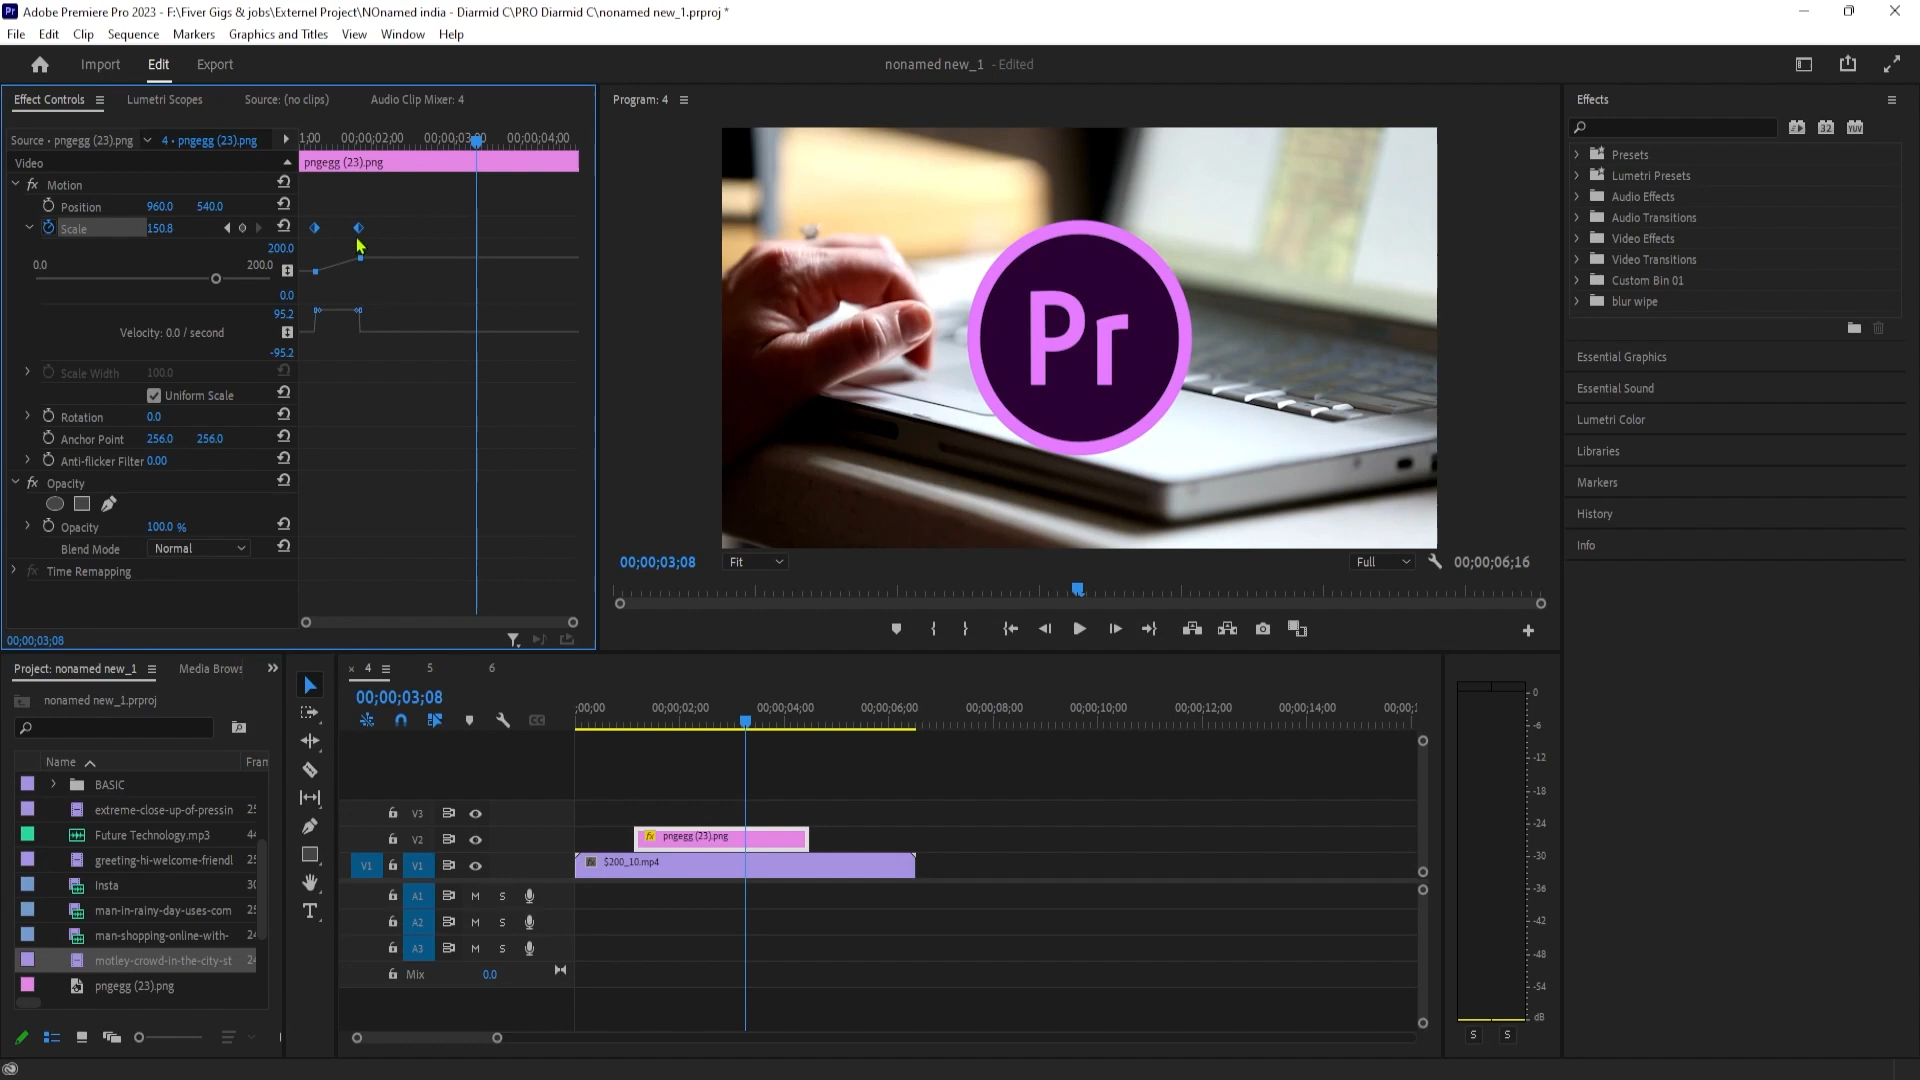 Adobe Premiere Pro 2023 - F:\Fiver Gigs & jobs\Externel Project\NOnamed india - Diarmid C\PRO Diarmid C\nonamed new_1.prproj *
File Edit Clip Sequence Markers Graphics and Titles View Window Help
Import Edit Export
nonamed new_1 - Edited
Effect Controls Lumetri Scopes Source: (no clips) Audio Clip Mixer: 4
Source • pngegg (23).png 4 • pngegg (23).png
1;00 00;00;02;00 00;00;03;00 00;00;04;00
Video
pngegg (23).png
fx Motion
Position 960.0 540.0
Scale 150.8
200.0
0.0 200.0
0.0
95.2
Velocity: 0.0 / second
-95.2
Scale Width 100.0
Uniform Scale
Rotation 0.0
Anchor Point 256.0 256.0
Anti-flicker Filter 0.00
fx Opacity
Opacity 100.0 %
Blend Mode Normal
fx Time Remapping
00;00;03;08
Program: 4
Pr
00;00;03;08 Fit Full 00;00;06;16
Effects
32 YUV
Presets
Lumetri Presets
Audio Effects
Audio Transitions
Video Effects
Video Transitions
Custom Bin 01
blur wipe
Essential Graphics
Essential Sound
Lumetri Color
Libraries
Markers
History
Info
Project: nonamed new_1 Media Brows
nonamed new_1.prproj
Name Fran
BASIC
extreme-close-up-of-pressin 25
Future Technology.mp3 44
greeting-hi-welcome-friendl 25
Insta 30
man-in-rainy-day-uses-com 25
man-shopping-online-with- 24
motley-crowd-in-the-city-st 24
pngegg (23).png
× 4 5 6
00;00;03;08
;00;00 00;00;02;00 00;00;04;00 00;00;06;00 00;00;08;00 00;00;10;00 00;00;12;00 00;00;14;00 00;00;1
V3
V2
fx pngegg (23).png
V1 V1
fx $200_10.mp4
A1 M S
A2 M S
A3 M S
Mix 0.0
0
-6
-12
-18
-24
-30
-36
-42
-48
-54
dB
S S